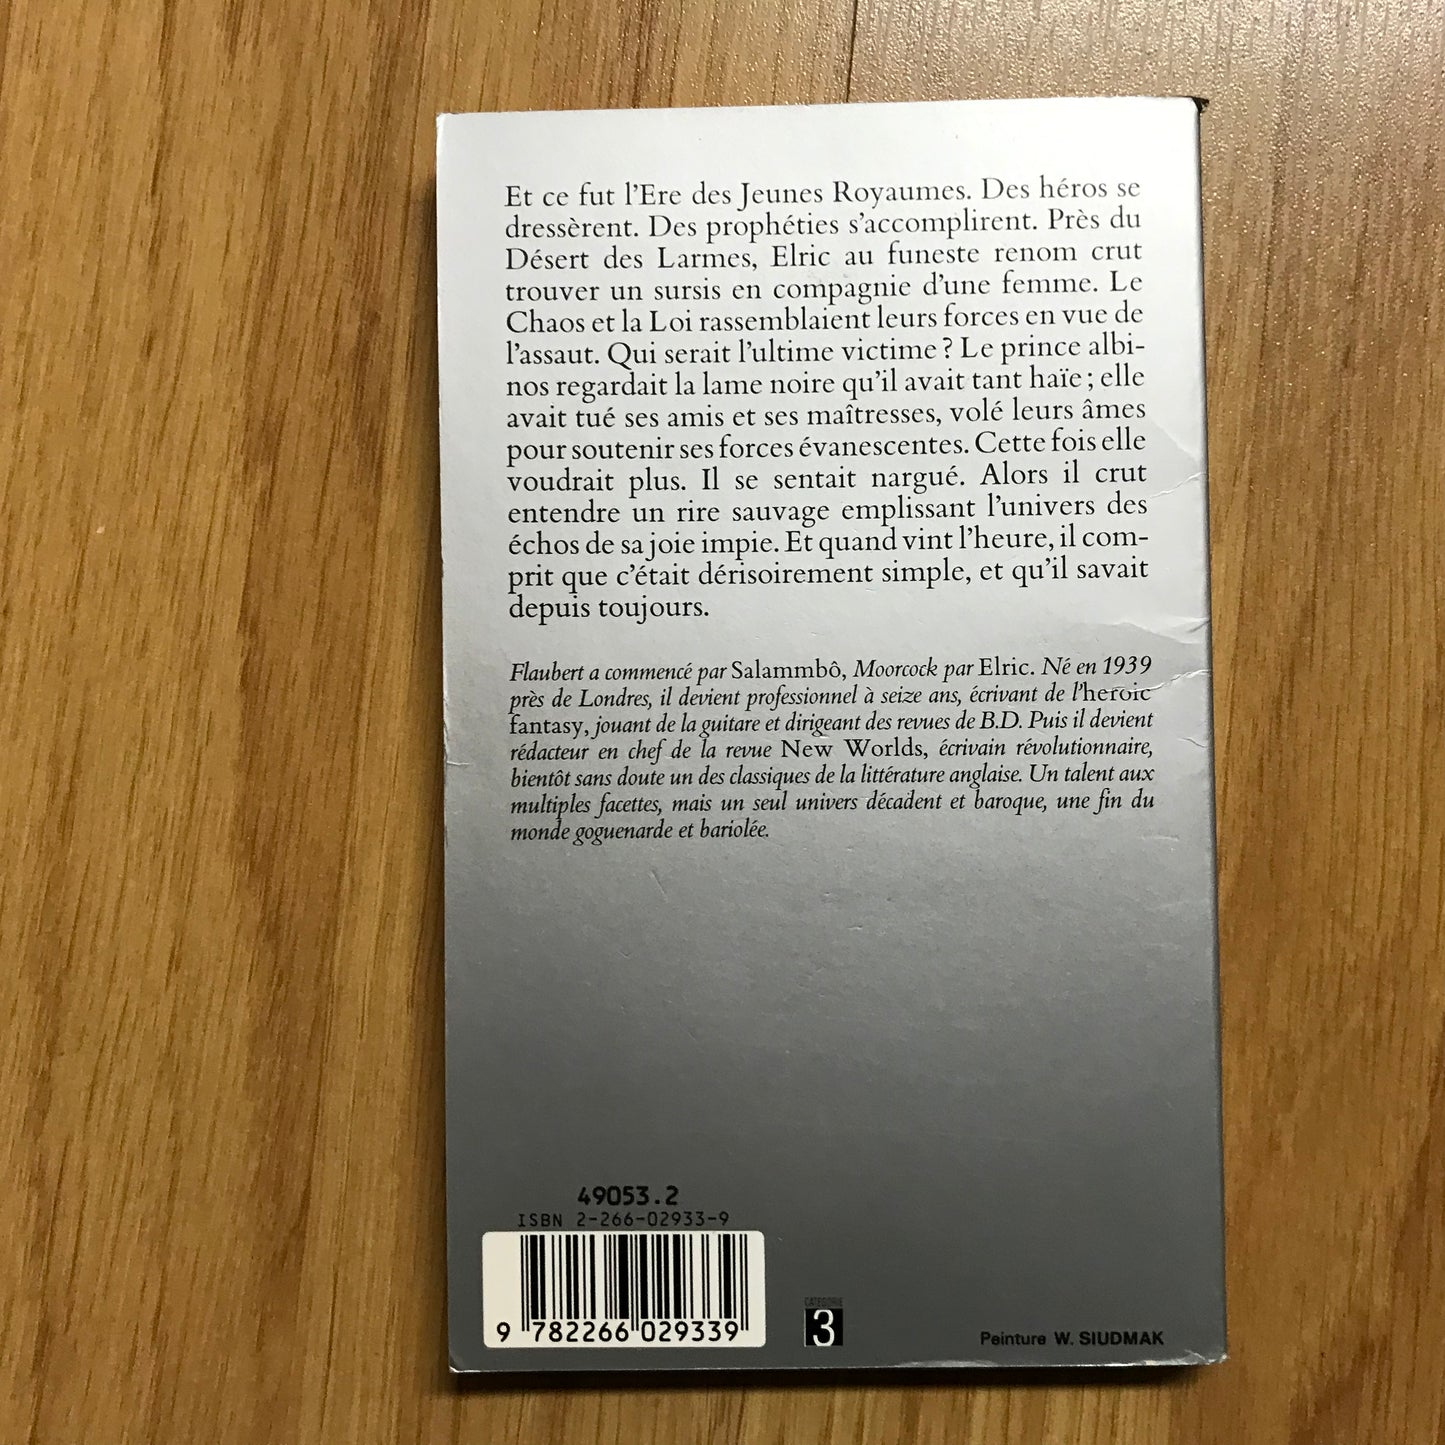 Et ce fut l'Ere des Jeunes Royaumes. Des héros se
dressèrent. Des prophéties s'accomplirent. Près du
Désert des Larmes, Elric au funeste renom crut
trouver un sursis en compagnie d'une femme. Le
Chaos et la Loi rassemblaient leurs forces en vue de
l'assaut. Qui serait l'ultime victime ? Le prince albi-
nos regardait la lame noire qu'il avait tant haïe ; elle
avait tué ses amis et ses maîtresses, volé leurs âmes
pour soutenir ses forces évanescentes. Cette fois elle
voudrait plus. Il se sentait nargué. Alors il crut
entendre un rire sauvage emplissant l'univers des
échos de sa joie impie. Et quand vint l'heure, il com-
prit que c'était dérisoirement simple, et qu'il savait
depuis toujours.
Flaubert a commencé par Salammbô, Moorcock par Elric. Né en 1939
près de Londres, il devient professionnel à seize ans, écrivant de l'heroic
fantasy, jouant de la guitare et dirigeant des revues de B.D. Puis il devient
rédacteur en chef de la revue New Worlds, écrivain révolutionnaire,
bientôt sans doute un des classiques de la littérature anglaise. Un talent aux
multiples facettes, mais un seul univers décadent et baroque, une fin du
monde goguenarde et bariolée.
49053.2
ISBN 2-266-02933-9
9 782266 029339
CATEGORIE
3
Peinture W. SIUDMAK